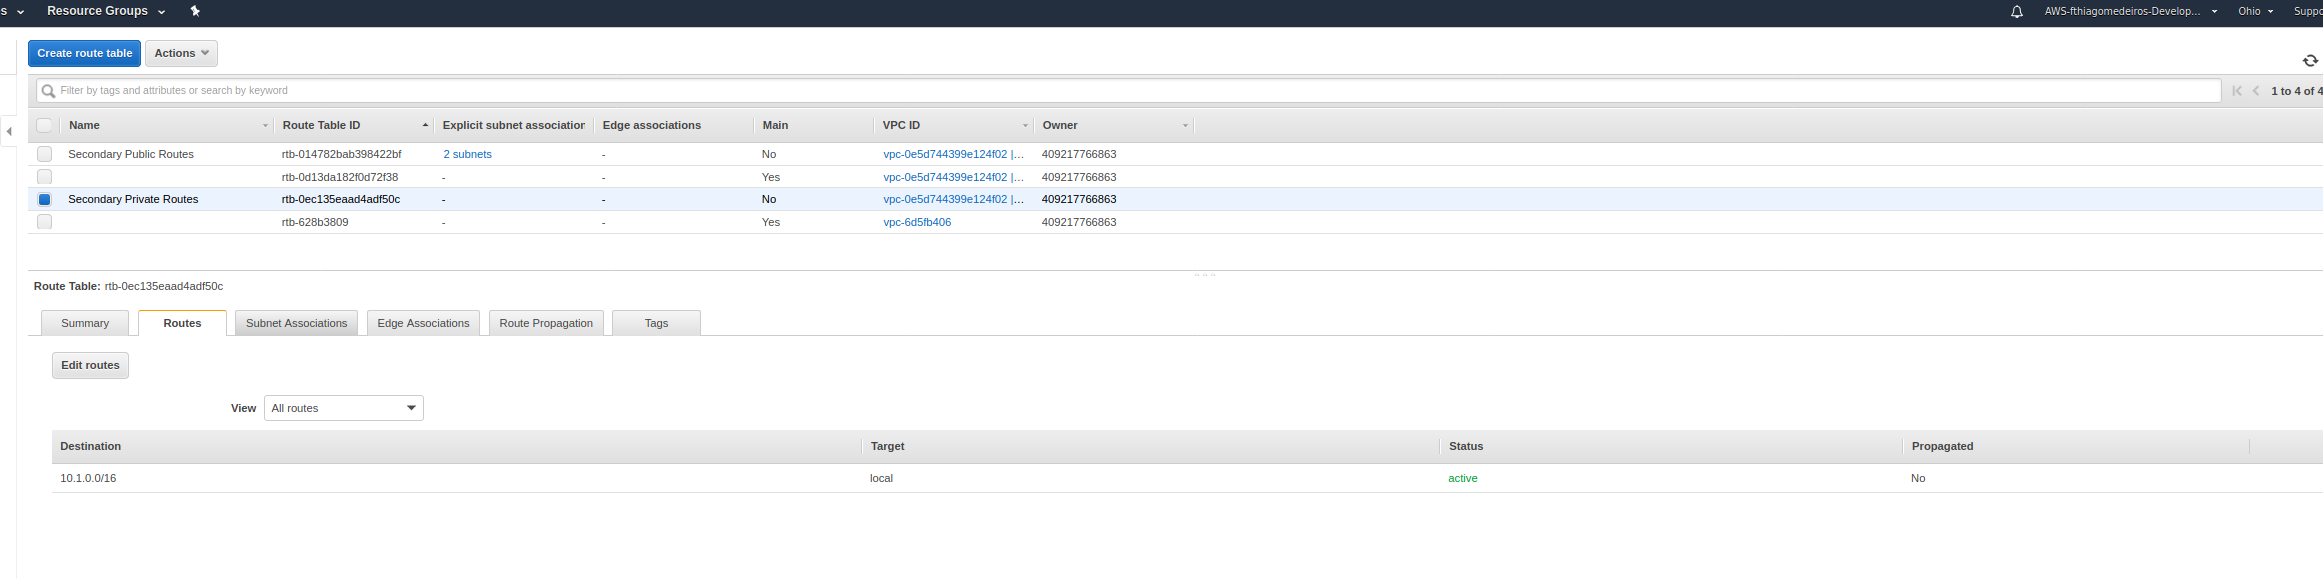 s Resource Groups AWS-fthiagomedeiros-Develop... Ohio Suppo
Create route table Actions
Filter by tags and attributes or search by keyword 1 to 4 of 4
Name Route Table ID Explicit subnet association Edge associations Main VPC ID Owner
Secondary Public Routes rtb-014782bab398422bf 2 subnets - No vpc-0e5d744399e124f02 |... 409217766863
rtb-0d13da182f0d72f38 - - Yes vpc-0e5d744399e124f02 |... 409217766863
Secondary Private Routes rtb-0ec135eaad4adf50c - - No vpc-0e5d744399e124f02 |... 409217766863
rtb-628b3809 - - Yes vpc-6d5fb406 409217766863
Route Table: rtb-0ec135eaad4adf50c
Summary Routes Subnet Associations Edge Associations Route Propagation Tags
Edit routes
View All routes
Destination Target Status Propagated
10.1.0.0/16 local active No